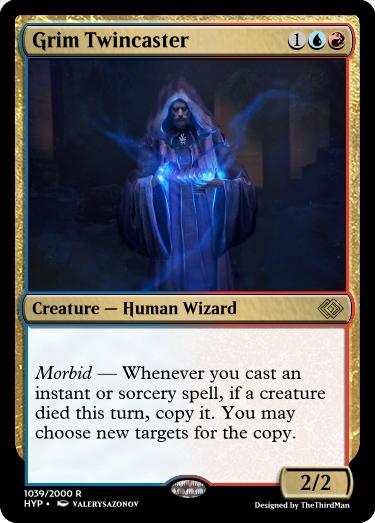 Grim Twincaster
1
Creature — Human Wizard
Morbid — Whenever you cast an
instant or sorcery spell, if a creature
died this turn, copy it. You may
choose new targets for the copy.
2/2
1039/2000 R
HYP • VALERYSAZONOV
Designed by TheThirdMan